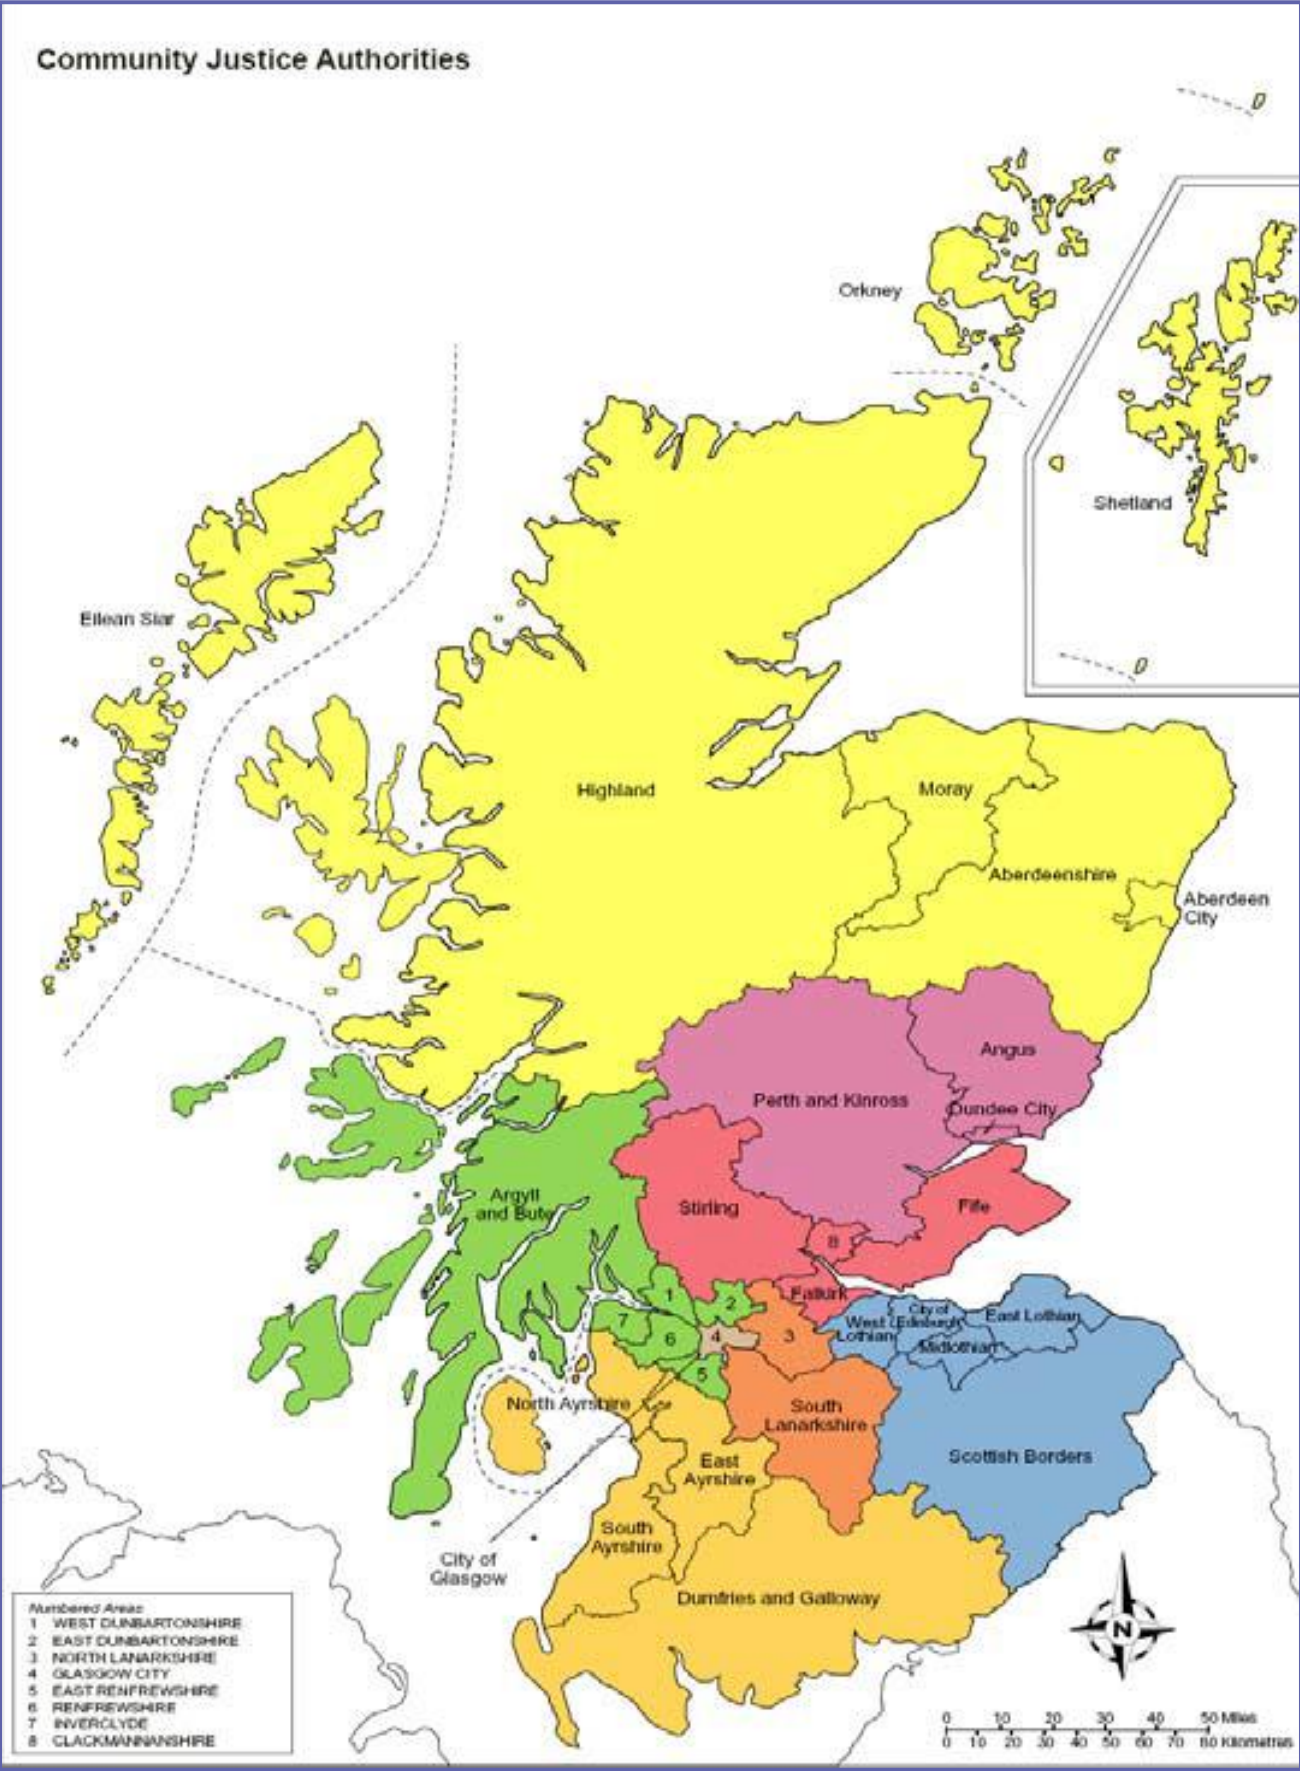 Community Justice Authorities
Orkney
Shetland
Eilean Siar
Highland
Moray
Aberdeenshire
Aberdeen
City
Angus
Perth and Kinross
Dundee City
Argyll
and Bute
Stirling
Fife
8
Falkirk
1
2
7
6
4
3
5
West
Lothian
City of
Edinburgh
East Lothian
Midlothian
North Ayrshire
South
Lanarkshire
Scottish Borders
East
Ayrshire
South
Ayrshire
City of
Glasgow
Dumfries and Galloway
Numbered Areas
1 WEST DUNBARTONSHIRE
2 EAST DUNBARTONSHIRE
3 NORTH LANARKSHIRE
4 GLASGOW CITY
5 EAST RENFREWSHIRE
6 RENFREWSHIRE
7 INVERCLYDE
8 CLACKMANNANSHIRE
N
0 10 20 30 40 50 Miles
0 10 20 30 40 50 60 70 80 Kilometres